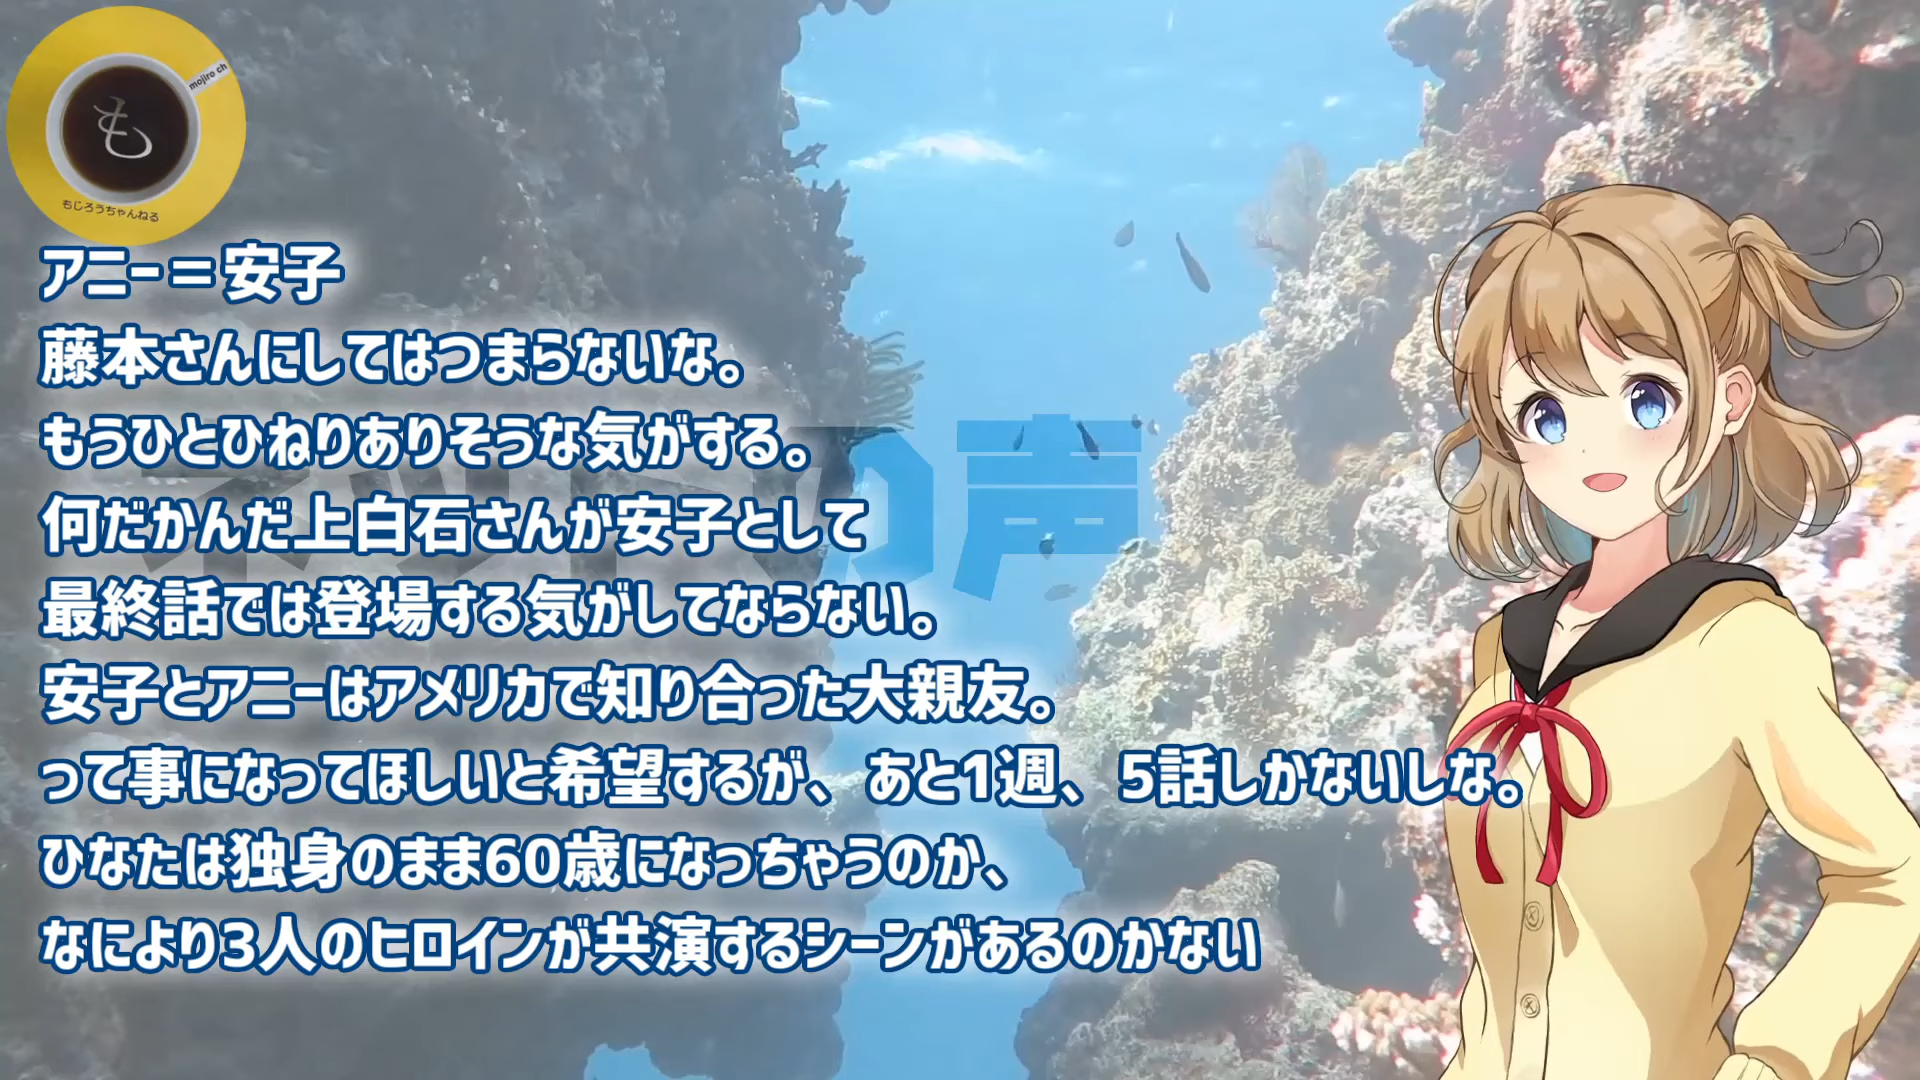 mojiro ch
も
もじろうちゃんねる
アニー＝安子
藤本さんにしてはつまらないな。
もうひとひねりありそうな気がする。
ネットの声
何だかんだ上白石さんが安子として
最終話では登場する気がしてならない。
安子とアニーはアメリカで知り合った大親友。
って事になってほしいと希望するが、あと1週、5話しかないしな。
ひなたは独身のまま60歳になっちゃうのか、
なにより3人のヒロインが共演するシーンがあるのかない